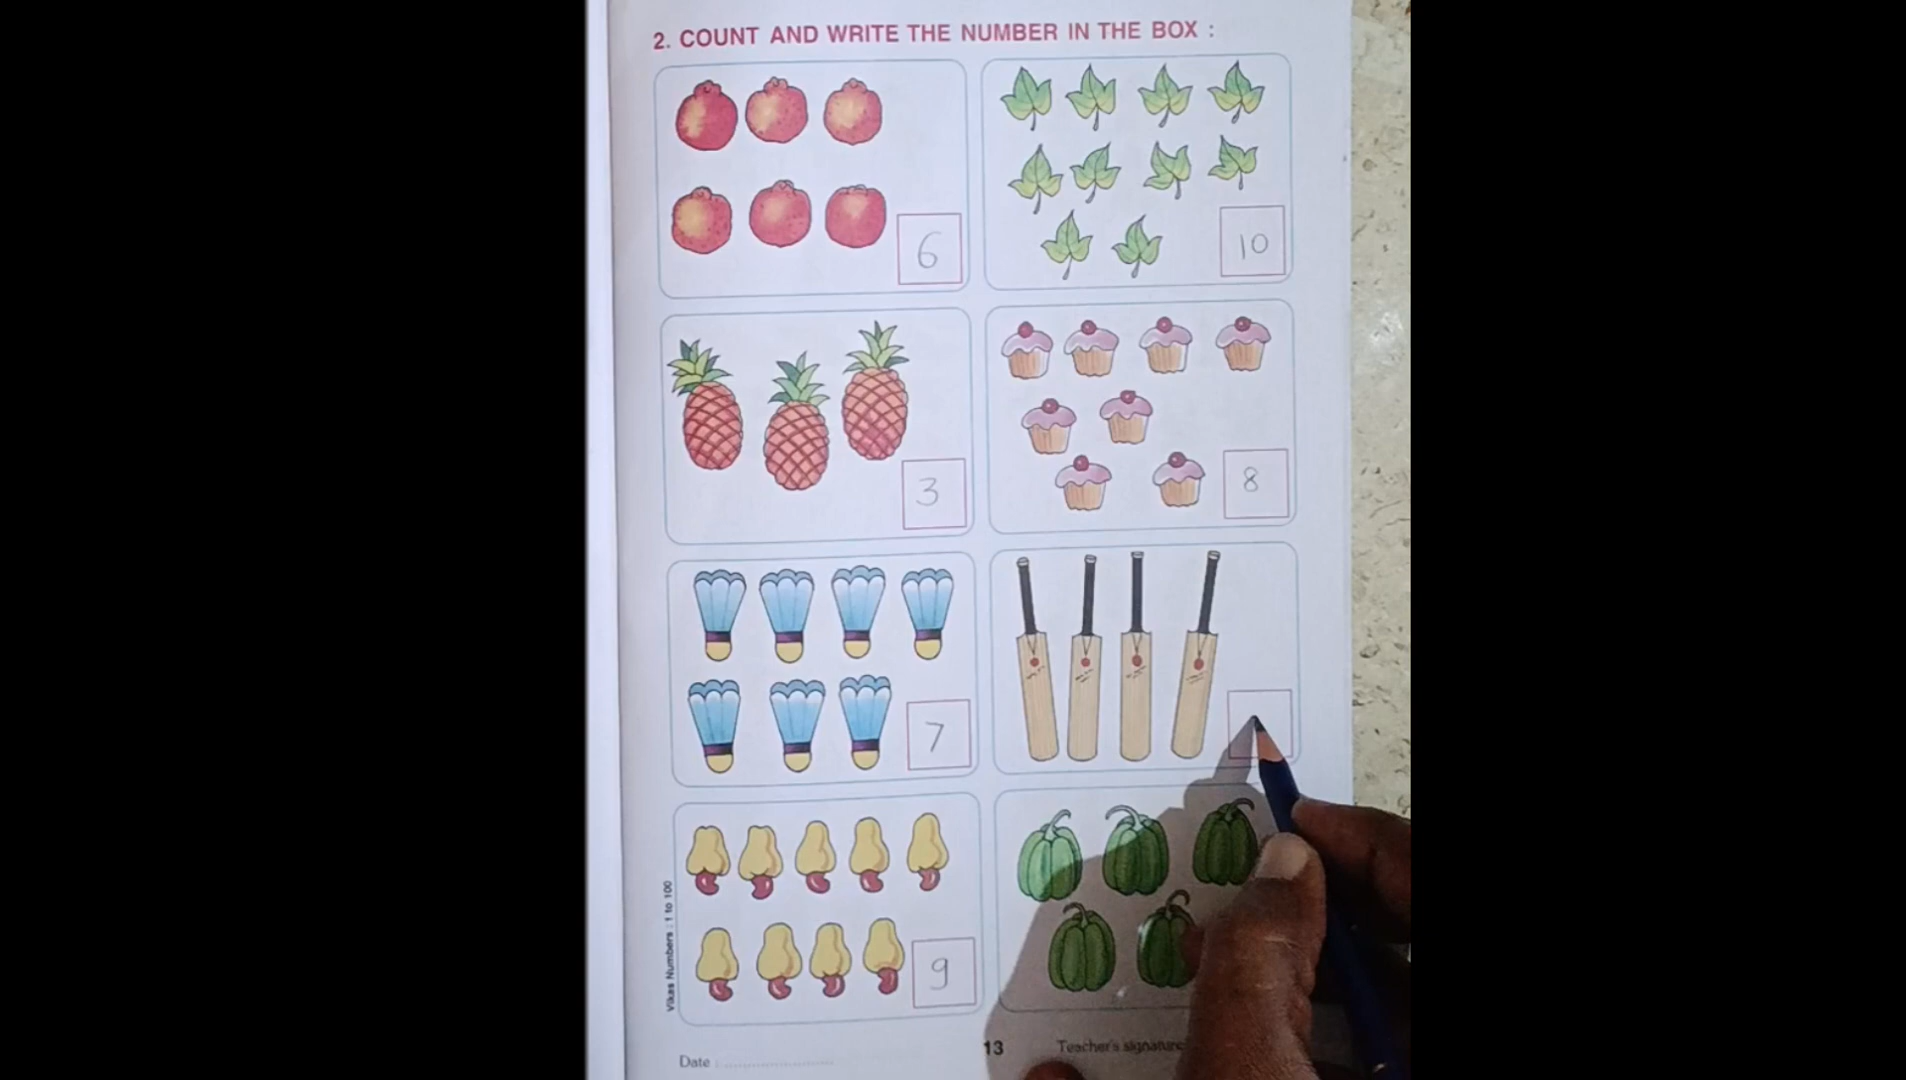 2. COUNT AND WRITE THE NUMBER IN THE BOX :
6
10
3
8
7
9
Vikas Numbers : 1 to 100
Date :
13
Teacher's signature